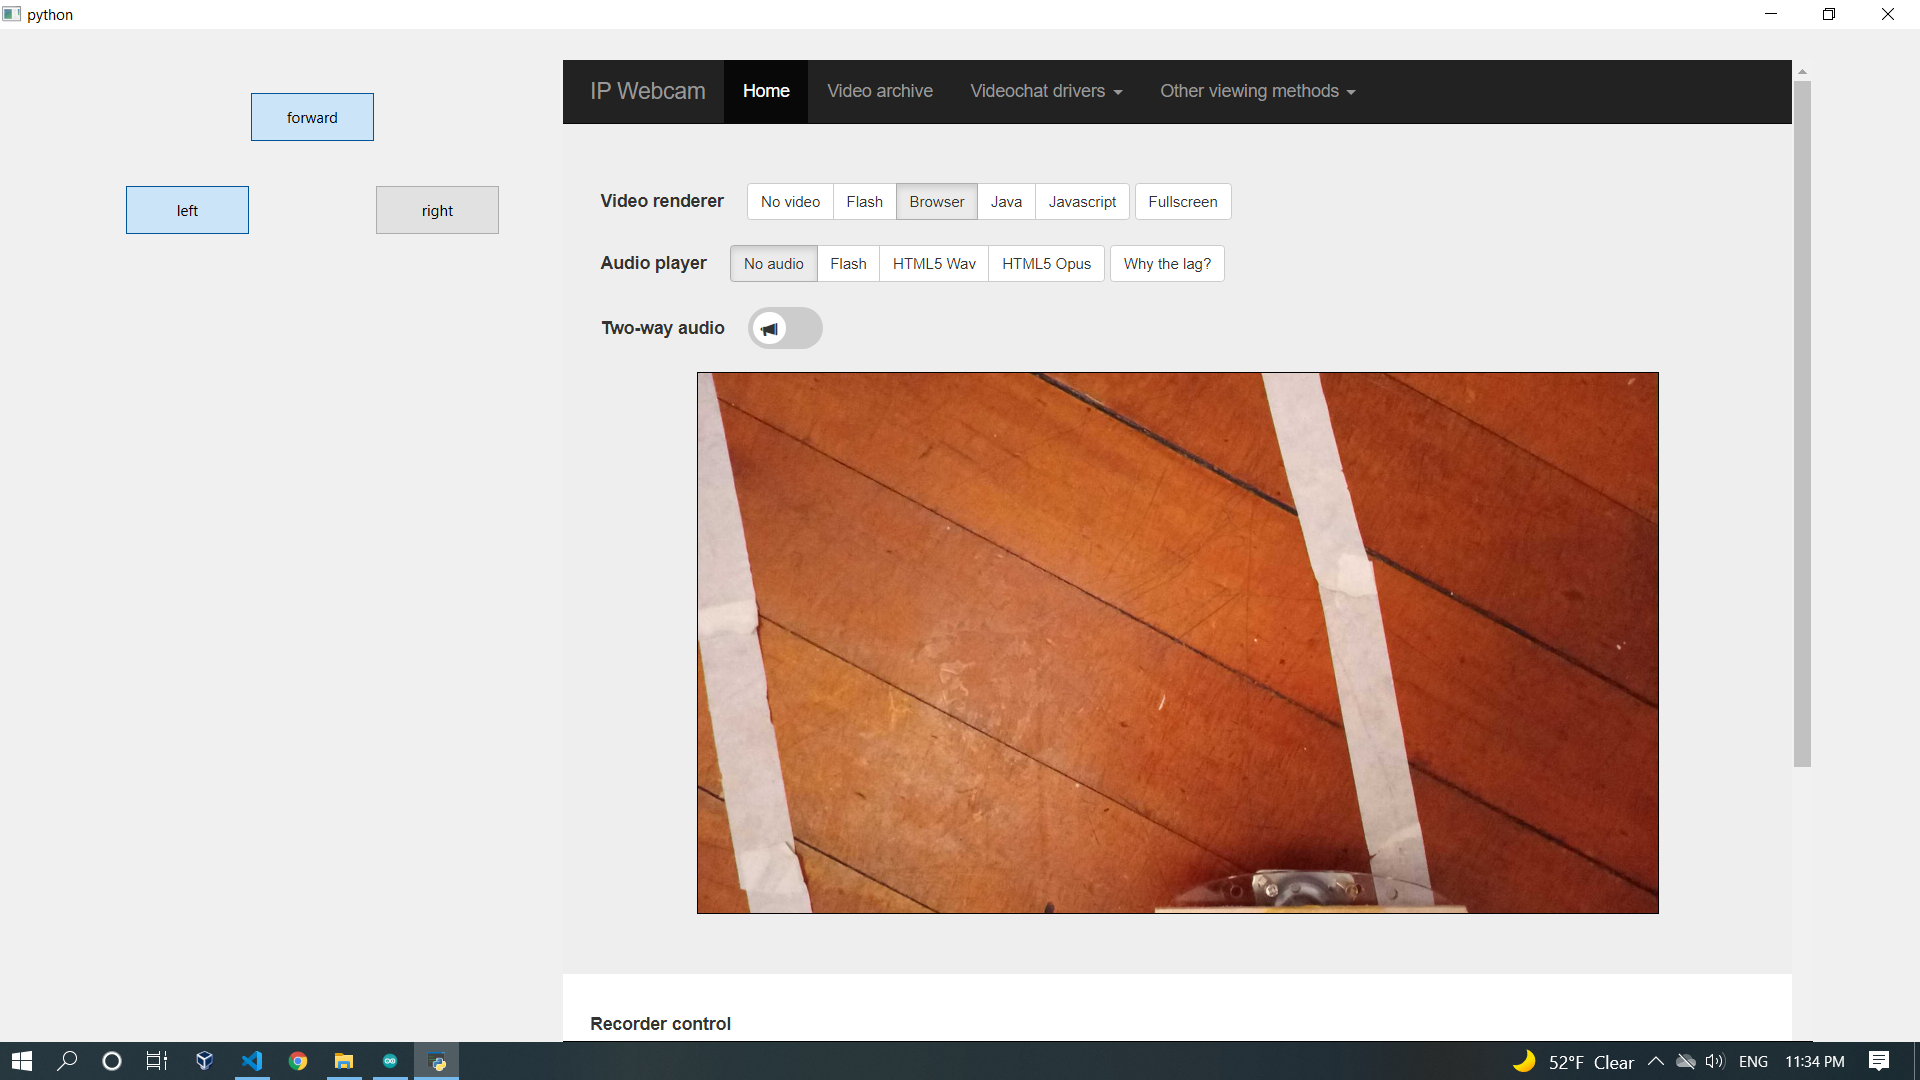 python
forward
left right
IP Webcam Home Video archive Videochat drivers Other viewing methods
Video renderer No video Flash Browser Java Javascript Fullscreen
Audio player No audio Flash HTML5 Wav HTML5 Opus Why the lag?
Two-way audio
Recorder control
52°F Clear ENG 11:34 PM